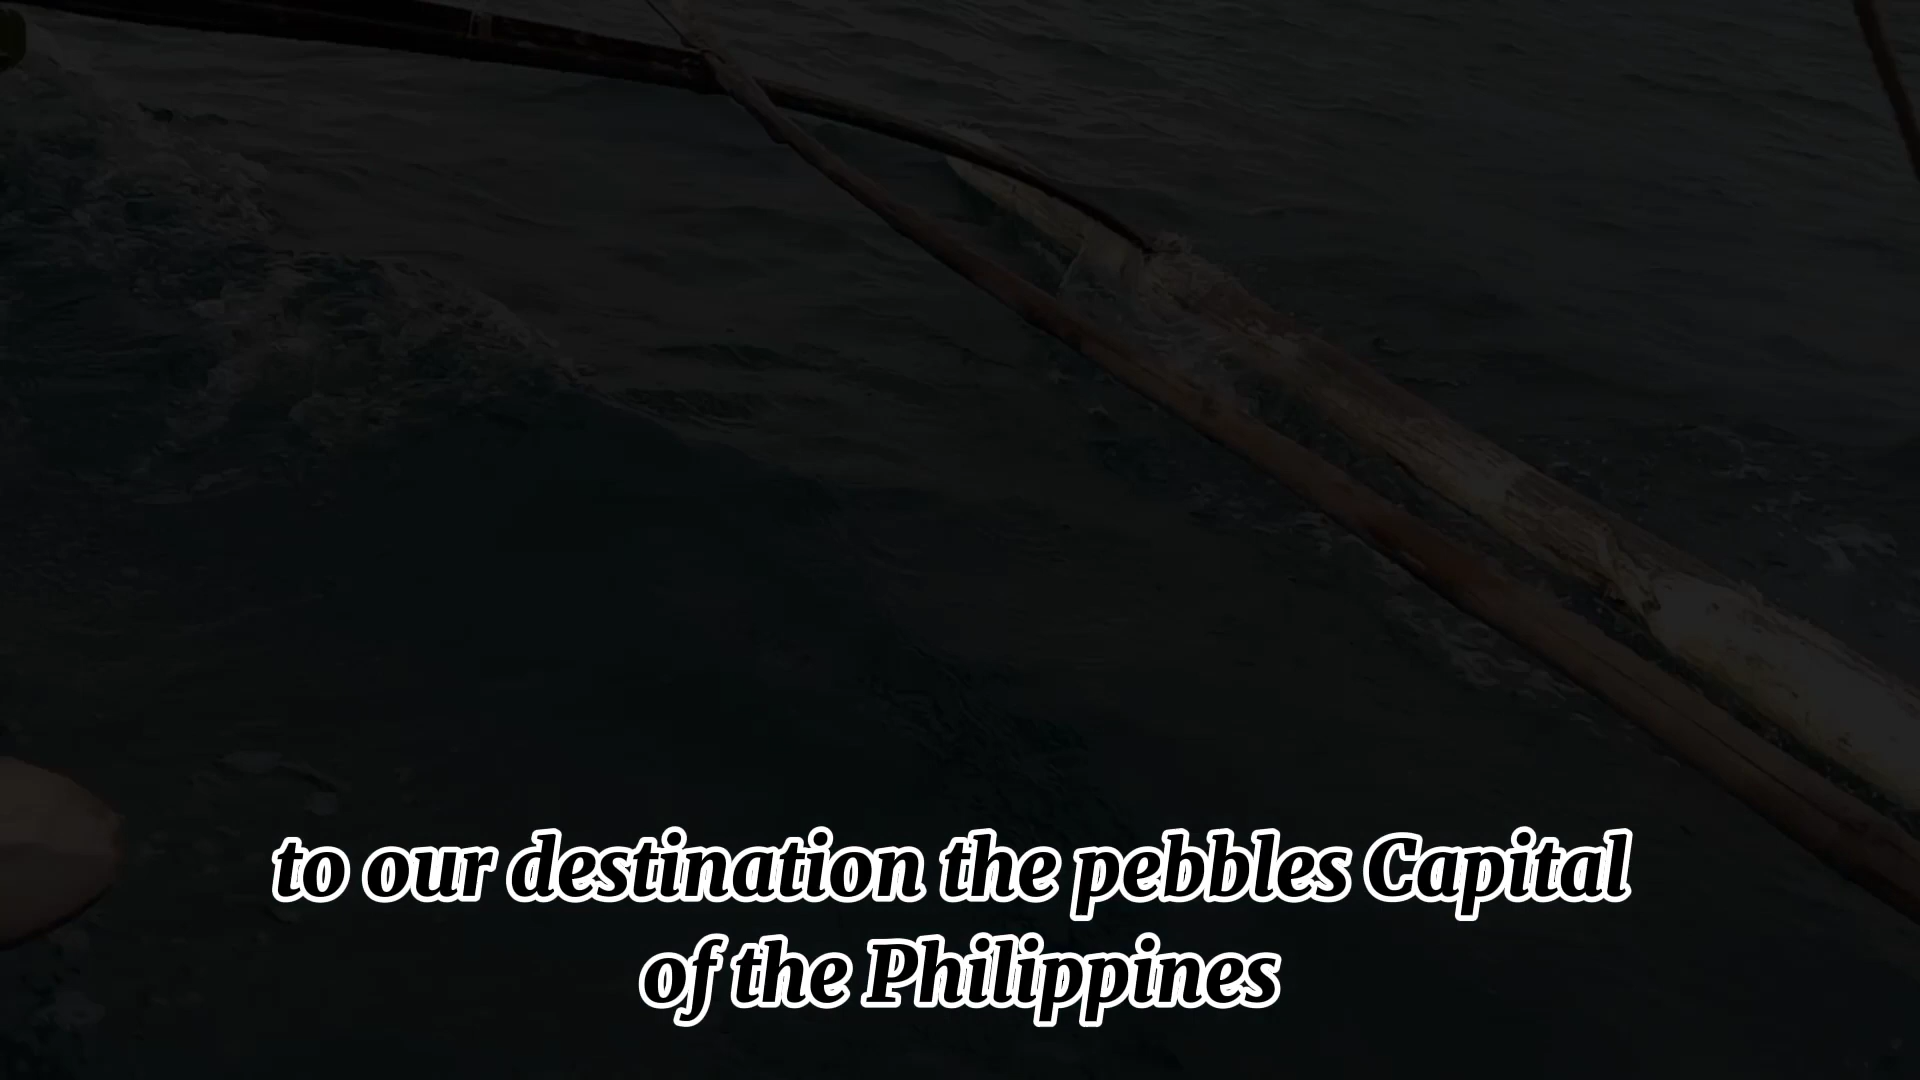 to our destination the pebbles Capital
of the Philippines